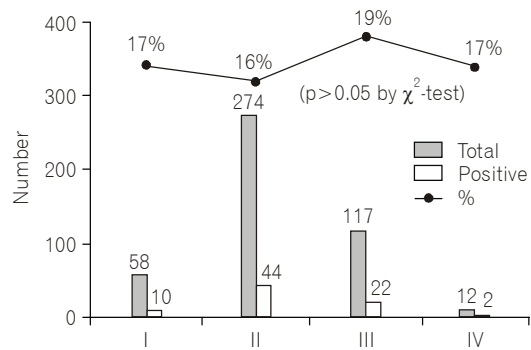 400
300
200
100
0
Number
17%
16%
19%
17%
(p>0.05 by χ²-test)
274
58
10
44
117
22
12
2
Total
Positive
%
I
II
III
IV